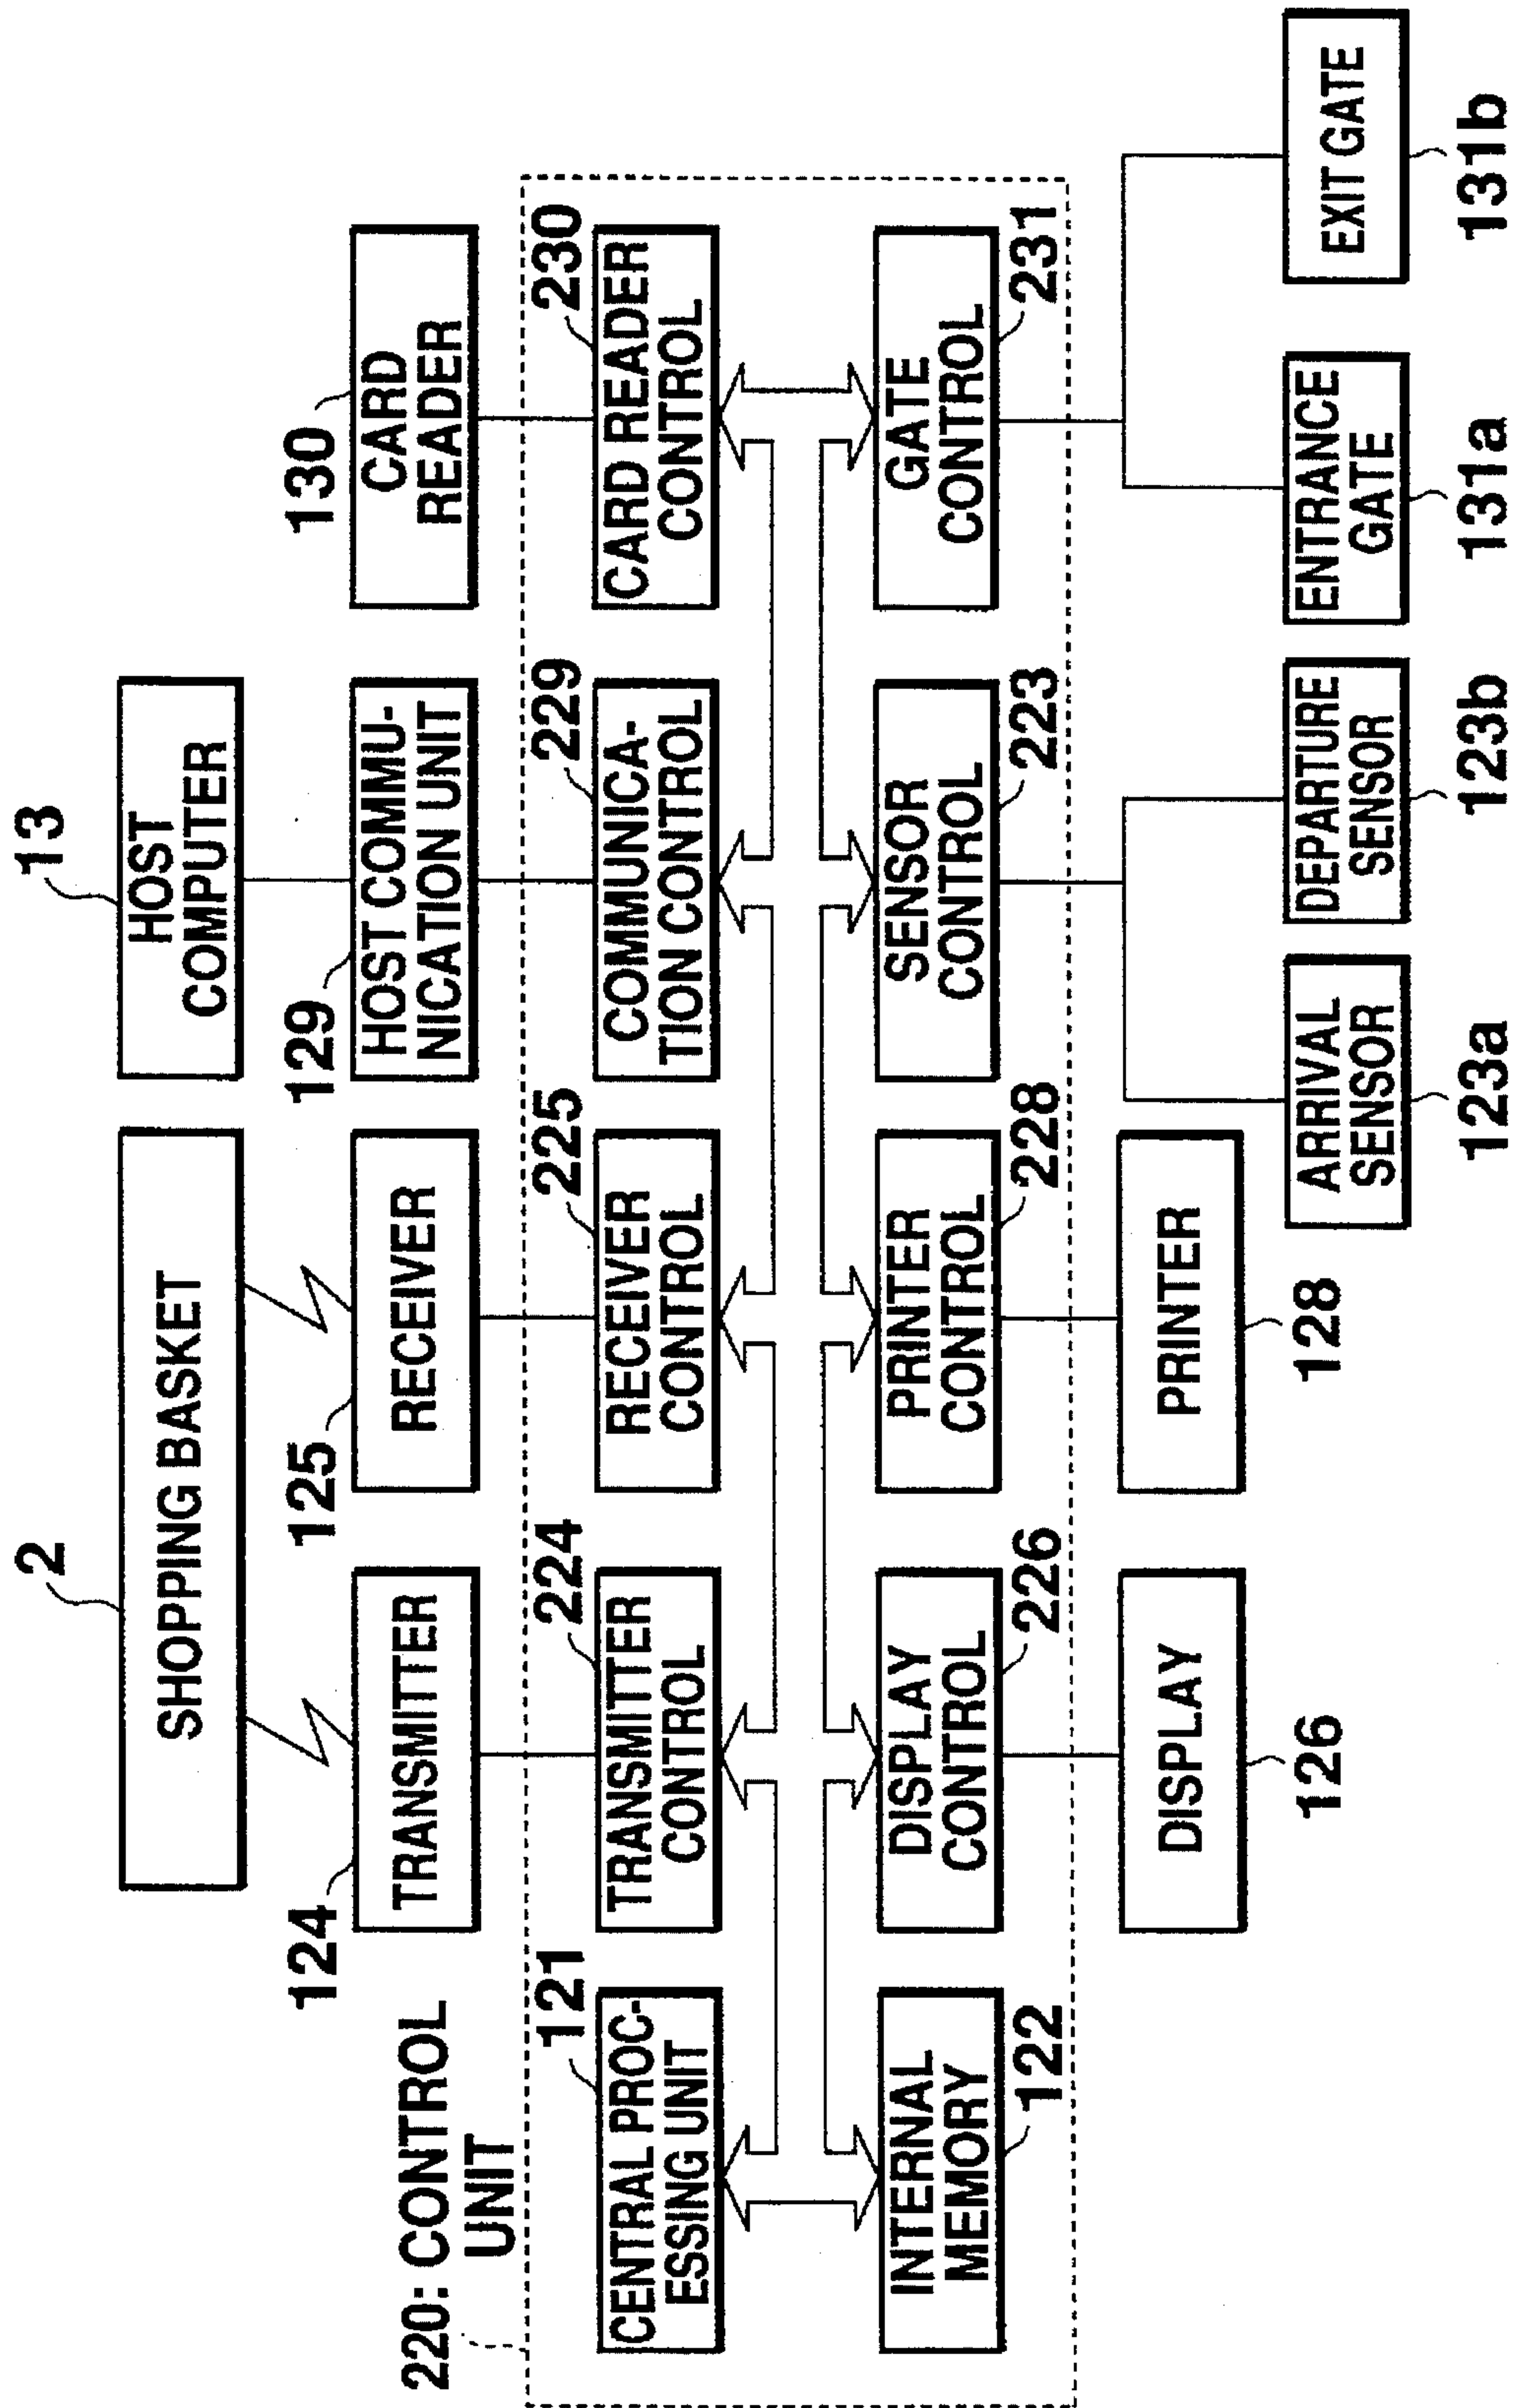 2
SHOPPING BASKET
13
HOST
COMPUTER
124
TRANSMITTER
125
RECEIVER
129
HOST COMMU-
NICATION UNIT
130
CARD
READER
220: CONTROL
UNIT
121
CENTRAL PROC-
ESSING UNIT
224
TRANSMITTER
CONTROL
225
RECEIVER
CONTROL
229
COMMUNICA-
TION CONTROL
230
CARD READER
CONTROL
INTERNAL
MEMORY
122
DISPLAY
CONTROL
226
PRINTER
CONTROL
228
SENSOR
CONTROL
223
GATE
CONTROL
231
DISPLAY
126
PRINTER
128
ARRIVAL
SENSOR
123a
DEPARTURE
SENSOR
123b
ENTRANCE
GATE
131a
EXIT GATE
131b